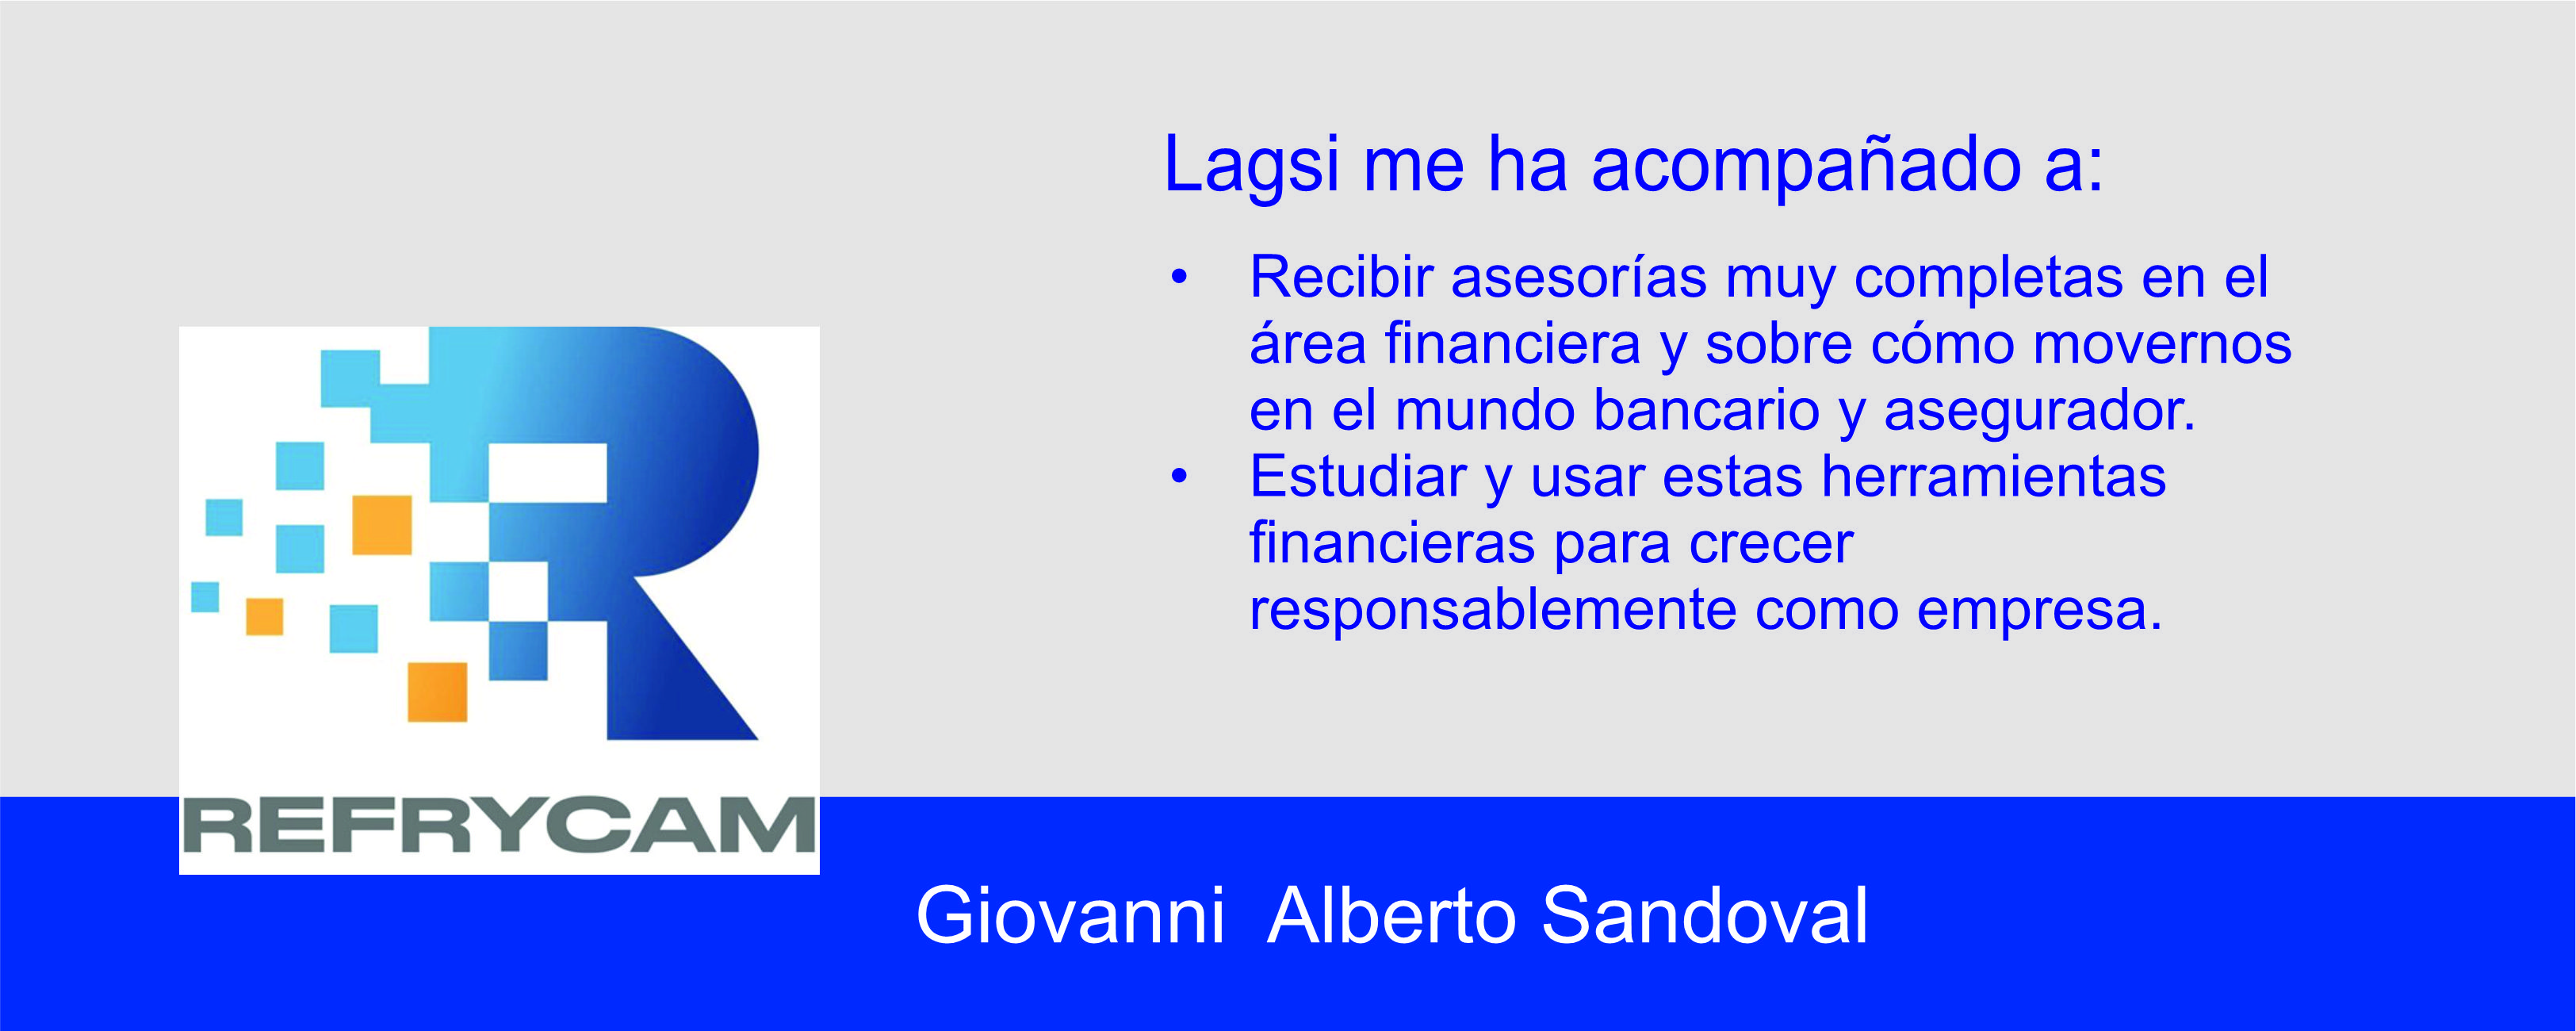 Lagsi me ha acompañado a:
• Recibir asesorías muy completas en el
área financiera y sobre cómo movernos
en el mundo bancario y asegurador.
• Estudiar y usar estas herramientas
financieras para crecer
responsablemente como empresa.
R
REFRYCAM
Giovanni  Alberto Sandoval